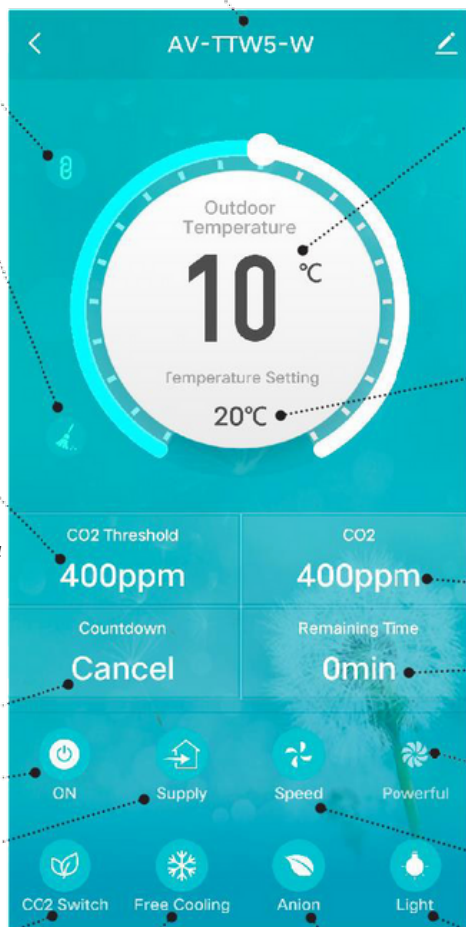 AV-TTW5-W
Outdoor
Temperature
10 °C
Temperature Setting
20°C
CO2 Threshold
CO2
400ppm
400ppm
Countdown
Remaining Time
Cancel
0min
ON
Supply
Speed
Powerful
CO2 Switch
Free Cooling
Anion
Light